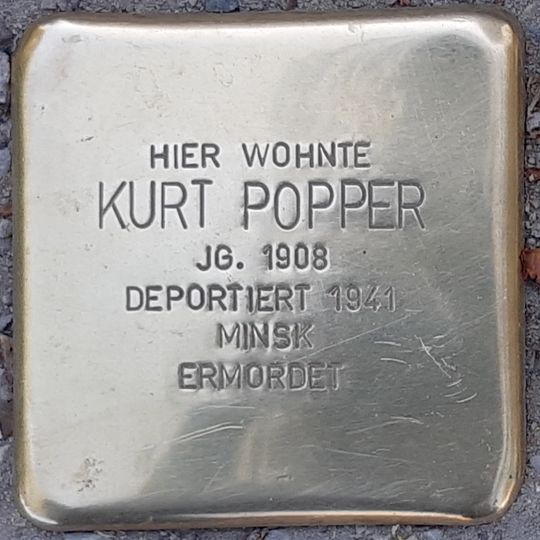 HIER WOHNTE
KURT POPPER
JG. 1908
DEPORTIERT 1941
MINSK
ERMORDET